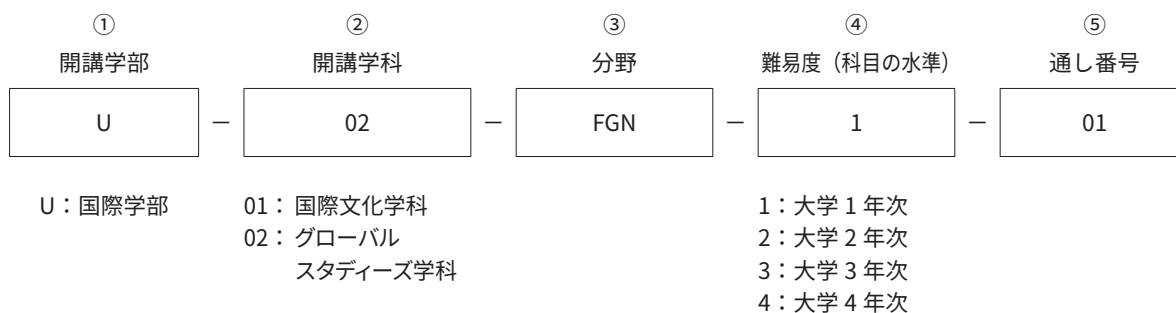 ① ② ③ ④ ⑤
開講学部 開講学科 分野 難易度（科目の水準） 通し番号
U － 02 － FGN － 1 － 01
U：国際学部 01：国際文化学科 1：大学 1 年次
02：グローバル 2：大学 2 年次
スタディーズ学科 3：大学 3 年次
4：大学 4 年次